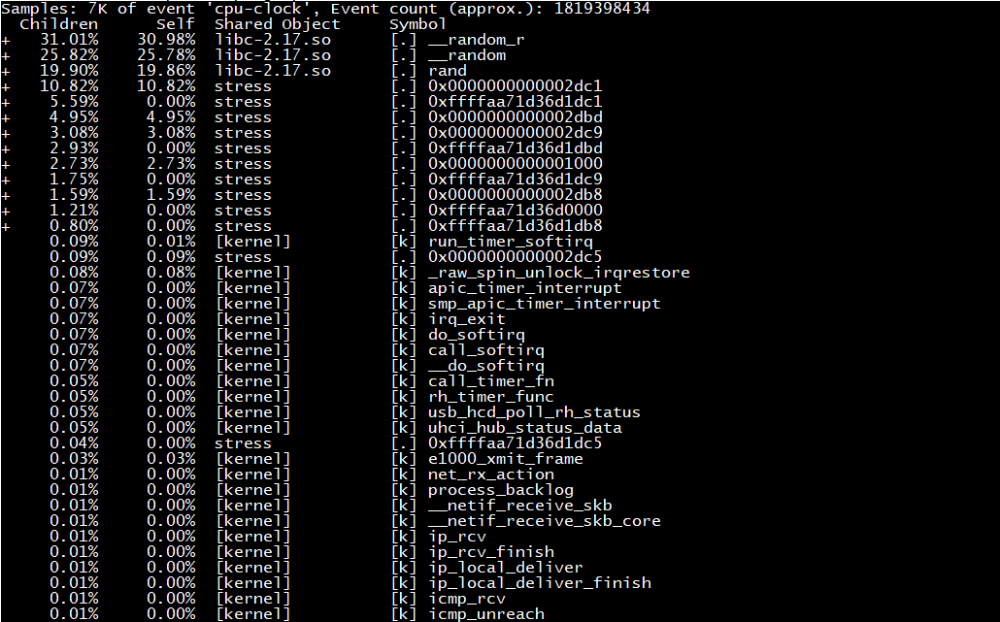 Samples: 7K of event 'cpu-clock', Event count (approx.): 1819398434
  Children      Self  Shared Object     Symbol
+   31.01%    30.98%  libc-2.17.so      [.] __random_r
+   25.82%    25.78%  libc-2.17.so      [.] __random
+   19.90%    19.86%  libc-2.17.so      [.] rand
+   10.82%    10.82%  stress            [.] 0x0000000000002dc1
+    5.59%     0.00%  stress            [.] 0xffffaa71d36d1dc1
+    4.95%     4.95%  stress            [.] 0x0000000000002dbd
+    3.08%     3.08%  stress            [.] 0x0000000000002dc9
+    2.93%     0.00%  stress            [.] 0xffffaa71d36d1dbd
+    2.73%     2.73%  stress            [.] 0x0000000000001000
+    1.75%     0.00%  stress            [.] 0xffffaa71d36d1dc9
+    1.59%     1.59%  stress            [.] 0x0000000000002db8
+    1.21%     0.00%  stress            [.] 0xffffaa71d36d0000
+    0.80%     0.00%  stress            [.] 0xffffaa71d36d1db8
     0.09%     0.01%  [kernel]          [k] run_timer_softirq
     0.09%     0.09%  stress            [.] 0x0000000000002dc5
     0.08%     0.08%  [kernel]          [k] _raw_spin_unlock_irqrestore
     0.07%     0.00%  [kernel]          [k] apic_timer_interrupt
     0.07%     0.00%  [kernel]          [k] smp_apic_timer_interrupt
     0.07%     0.00%  [kernel]          [k] irq_exit
     0.07%     0.00%  [kernel]          [k] do_softirq
     0.07%     0.00%  [kernel]          [k] call_softirq
     0.07%     0.00%  [kernel]          [k] __do_softirq
     0.05%     0.00%  [kernel]          [k] call_timer_fn
     0.05%     0.00%  [kernel]          [k] rh_timer_func
     0.05%     0.00%  [kernel]          [k] usb_hcd_poll_rh_status
     0.05%     0.00%  [kernel]          [k] uhci_hub_status_data
     0.04%     0.00%  stress            [.] 0xffffaa71d36d1dc5
     0.03%     0.03%  [kernel]          [k] e1000_xmit_frame
     0.01%     0.00%  [kernel]          [k] net_rx_action
     0.01%     0.00%  [kernel]          [k] process_backlog
     0.01%     0.00%  [kernel]          [k] __netif_receive_skb
     0.01%     0.00%  [kernel]          [k] __netif_receive_skb_core
     0.01%     0.00%  [kernel]          [k] ip_rcv
     0.01%     0.00%  [kernel]          [k] ip_rcv_finish
     0.01%     0.00%  [kernel]          [k] ip_local_deliver
     0.01%     0.00%  [kernel]          [k] ip_local_deliver_finish
     0.01%     0.00%  [kernel]          [k] icmp_rcv
     0.01%     0.00%  [kernel]          [k] icmp_unreach